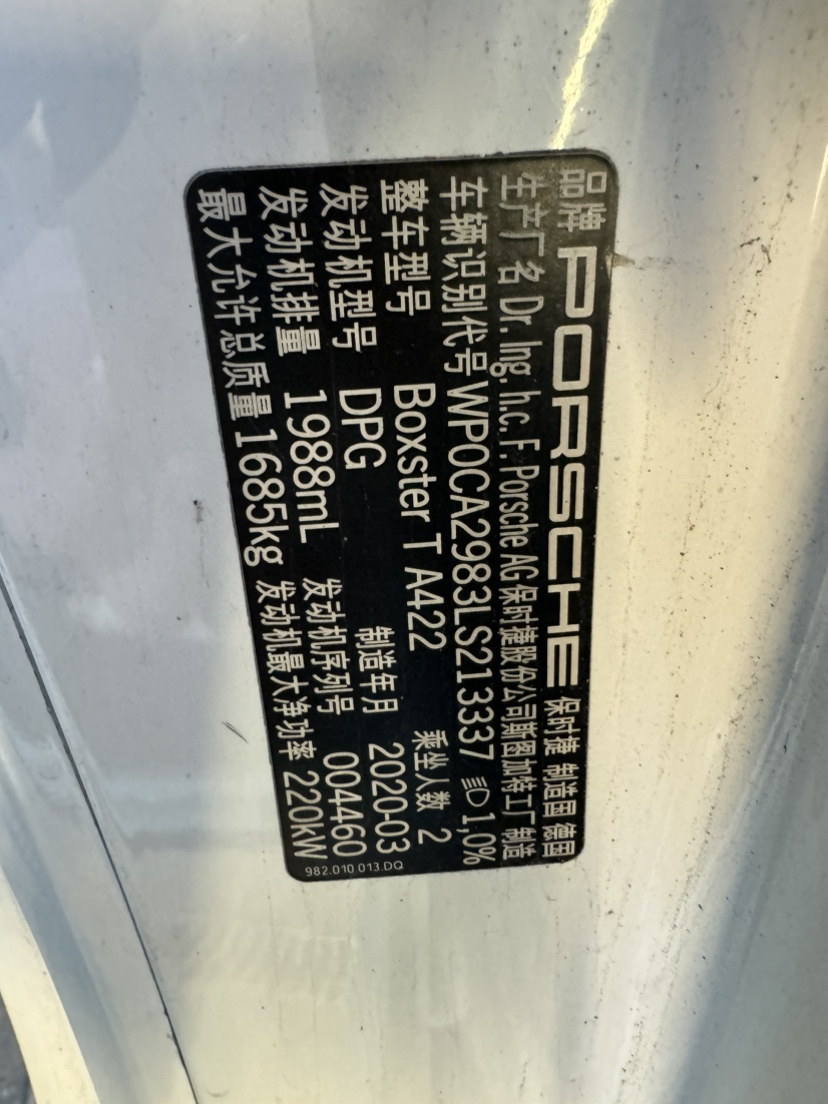 品牌 PORSCHE 保时捷 制造国 德国
生产厂名 Dr. Ing. h.c. F. Porsche AG 保时捷股份公司斯图加特工厂制造
车辆识别代号 WP0CA2983LS213337 1,0%
整车型号 Boxster T A422 乘坐人数 2
发动机型号 DPG 制造年月 2020-03
发动机排量 1988mL 发动机序列号 004460
最大允许总质量 1685kg 发动机最大净功率 220kW
982.010 013.DQ